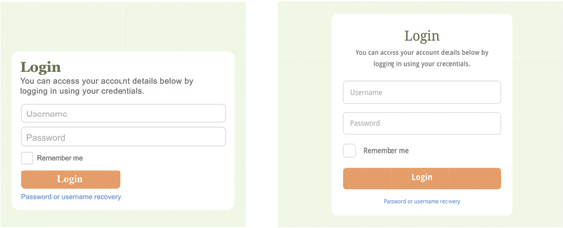 Login
You can access your account details below by
logging in using your credentials.
Username
Password
Remember me
Login
Password or username recovery
Login
You can access your account details below by
logging in using your credentials.
Username
Password
Remember me
Login
Password or username recovery